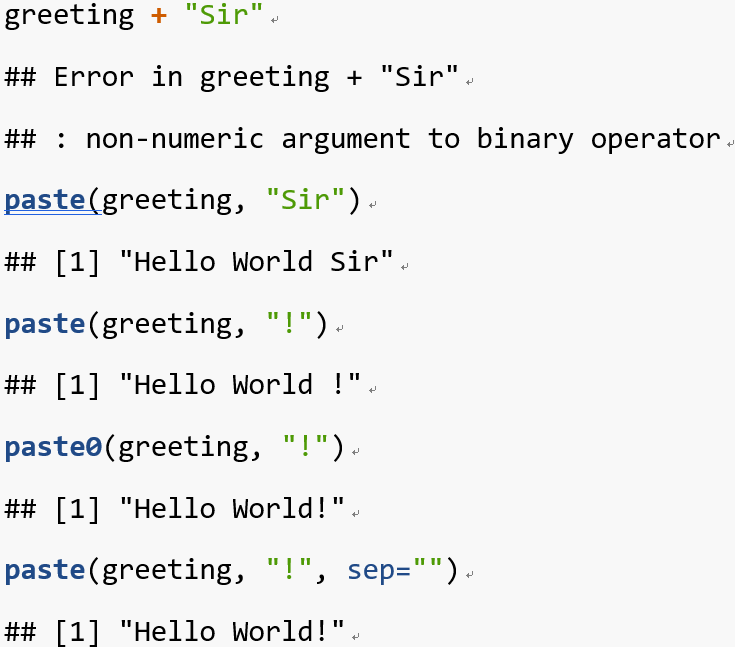 greeting + "Sir"
## Error in greeting + "Sir"
## : non-numeric argument to binary operator
paste(greeting, "Sir")
## [1] "Hello World Sir"
paste(greeting, "!")
## [1] "Hello World !"
paste0(greeting, "!")
## [1] "Hello World!"
paste(greeting, "!", sep="")
## [1] "Hello World!"